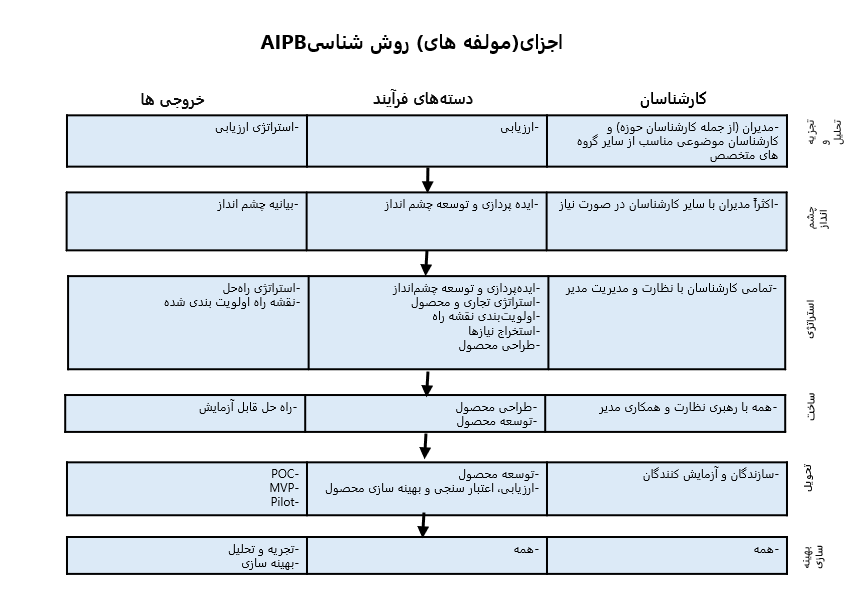 اجزای(مولفه های) روش شناسیAIPB
کارشناسان
دسته‌های فرآیند
خروجی ها
تجزیه
و
تحلیل
-مدیران (از جمله کارشناسان حوزه) و
کارشناسان موضوعی مناسب از سایر گروه
های متخصص
-ارزیابی
-استراتژی ارزیابی
چشم
انداز
-اکثراً مدیران با سایر کارشناسان در صورت نیاز
-ایده پردازی و توسعه چشم انداز
-بیانیه چشم انداز
استراتژی
-تمامی کارشناسان با نظارت و مدیریت مدیر
-ایده‌پردازی و توسعه چشم‌انداز
-استراتژی تجاری و محصول
-اولویت‌بندی نقشه راه
-استخراج نیازها
-طراحی محصول
-استراتژی راه‌حل
-نقشه راه اولویت بندی شده
ساخت
-همه با رهبری نظارت و همکاری مدیر
-طراحی محصول
-توسعه محصول
-راه حل قابل آزمایش
تحویل
-سازندگان و آزمایش کنندگان
-توسعه محصول
-ارزیابی، اعتبار سنجی و بهینه سازی محصول
POC-
MVP-
Pilot-
بهینه
سازی
-همه
-همه
-تجربه و تحلیل
-بهینه سازی